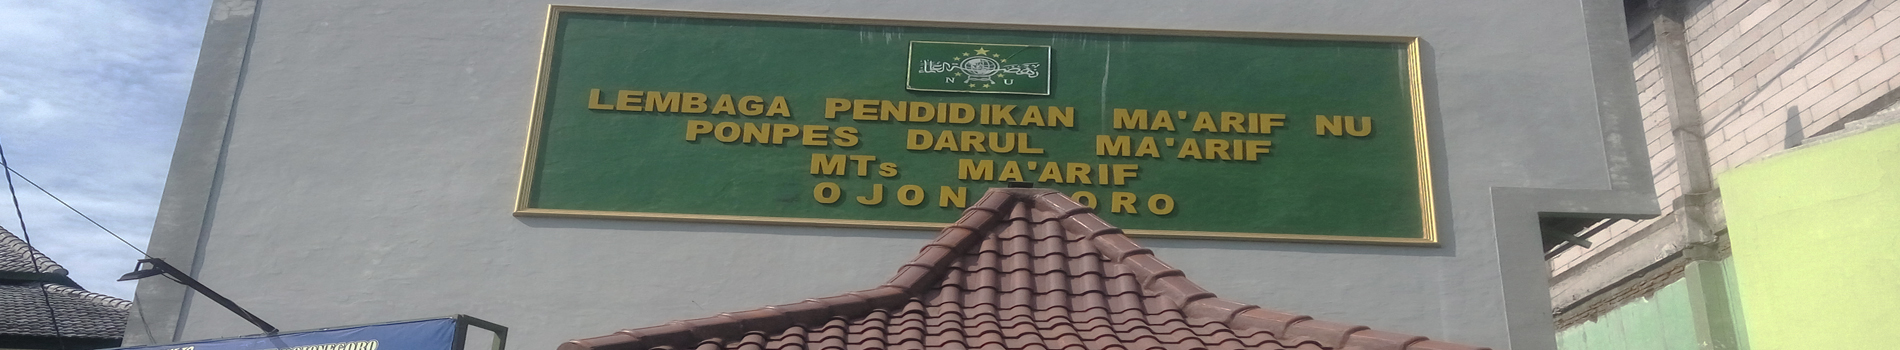 N U
LEMBAGA PENDIDIKAN MA'ARIF NU
PONPES DARUL MA'ARIF
MTs MA'ARIF